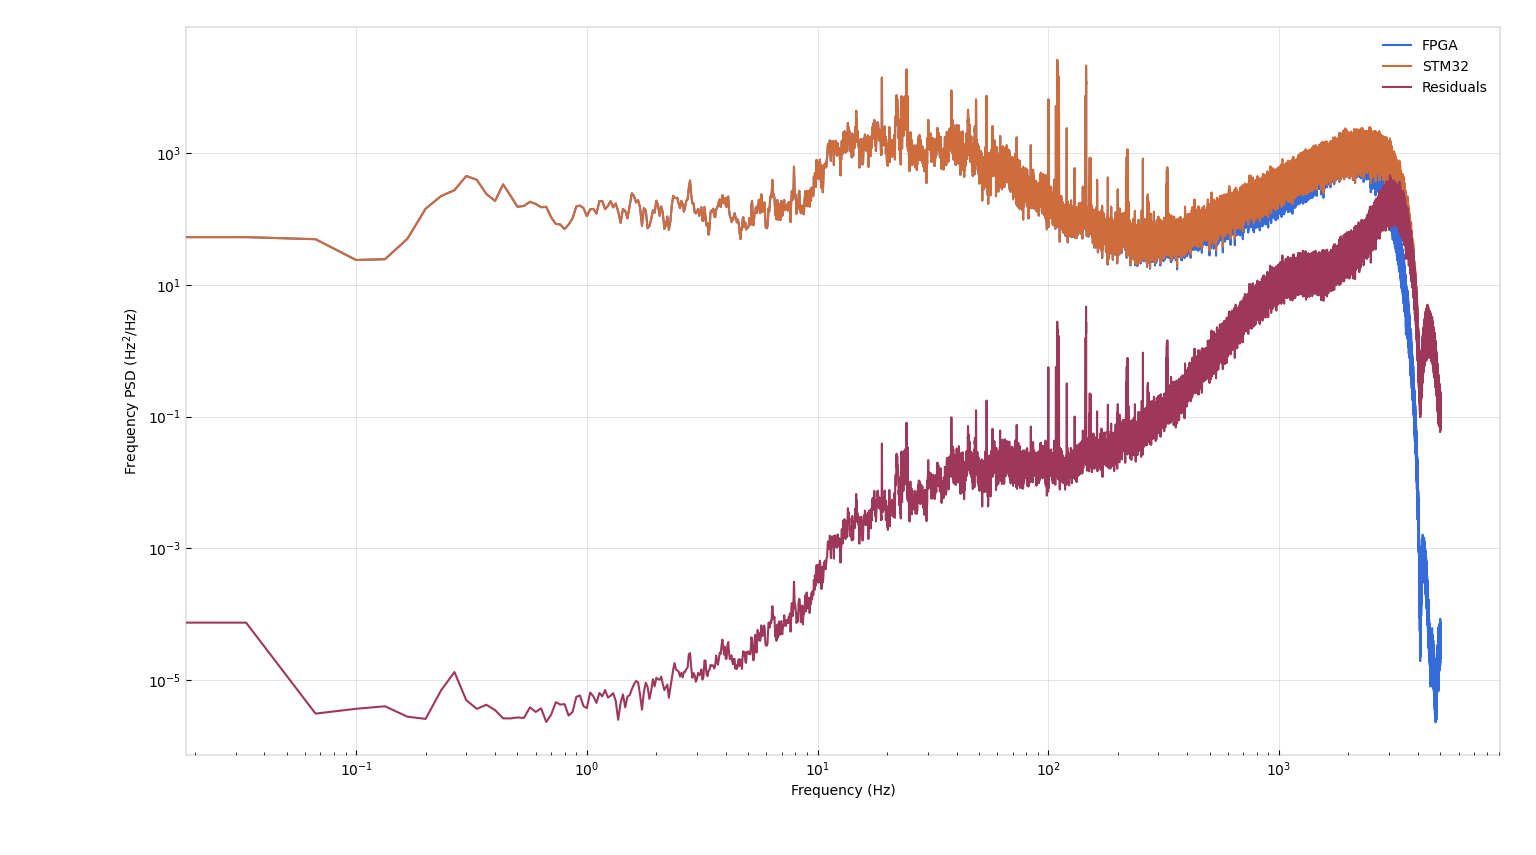 FPGA
STM32
Residuals
10³
10¹
10⁻¹
10⁻³
10⁻⁵
Frequency PSD (Hz²/Hz)
10⁻¹ 10⁰ 10¹ 10² 10³
Frequency (Hz)